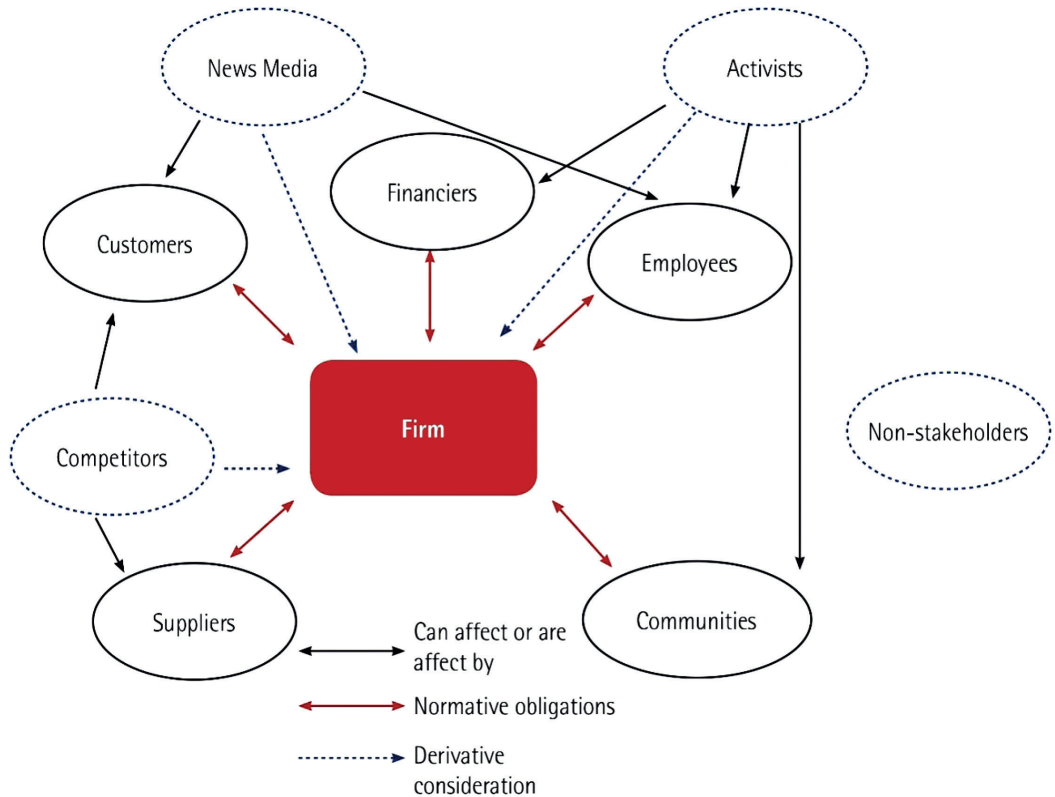 News Media
Activists
Financiers
Customers
Employees
Firm
Competitors
Non-stakeholders
Suppliers
Communities
Can affect or are
affect by
Normative obligations
Derivative
consideration